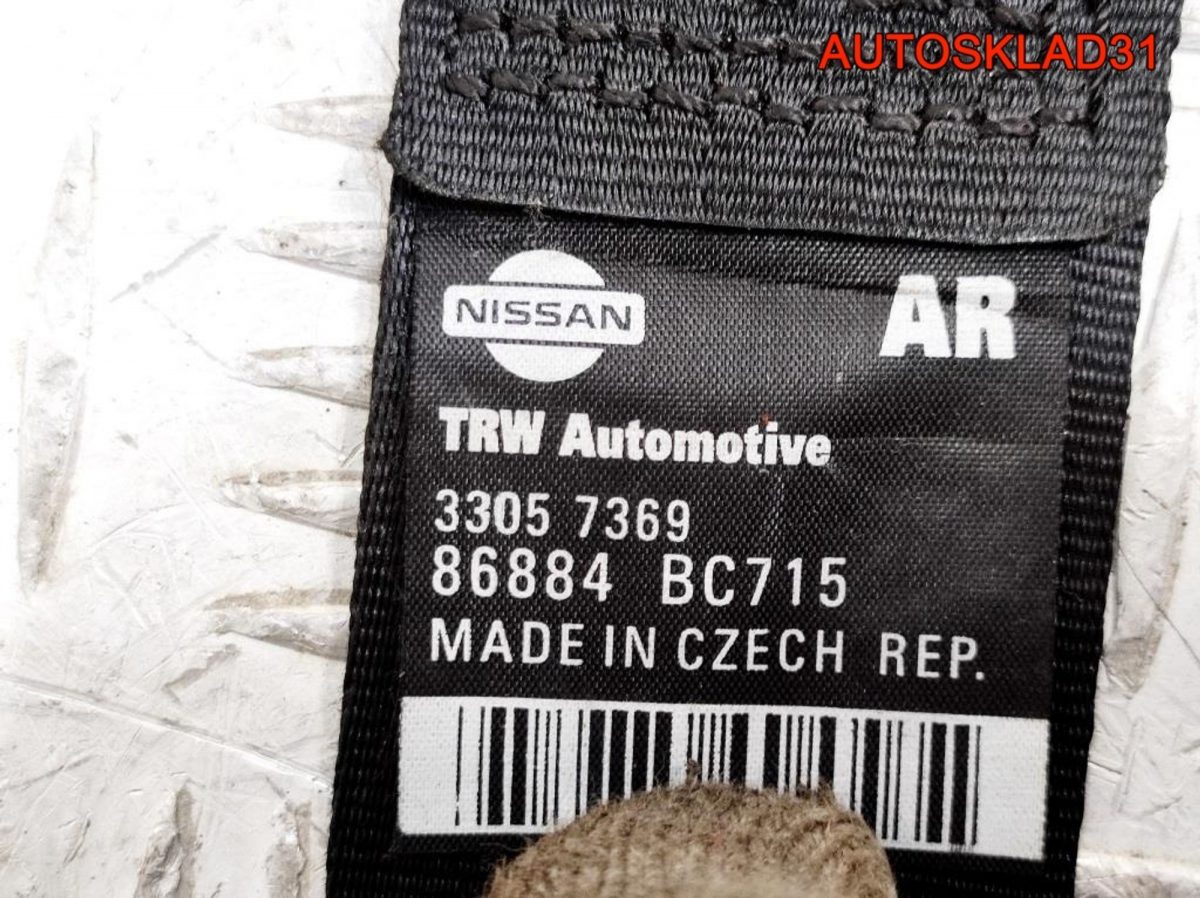 AUTOSKLAD31
NISSAN
AR
TRW Automotive
3305 7369
86884 BC715
MADE IN CZECH REP.